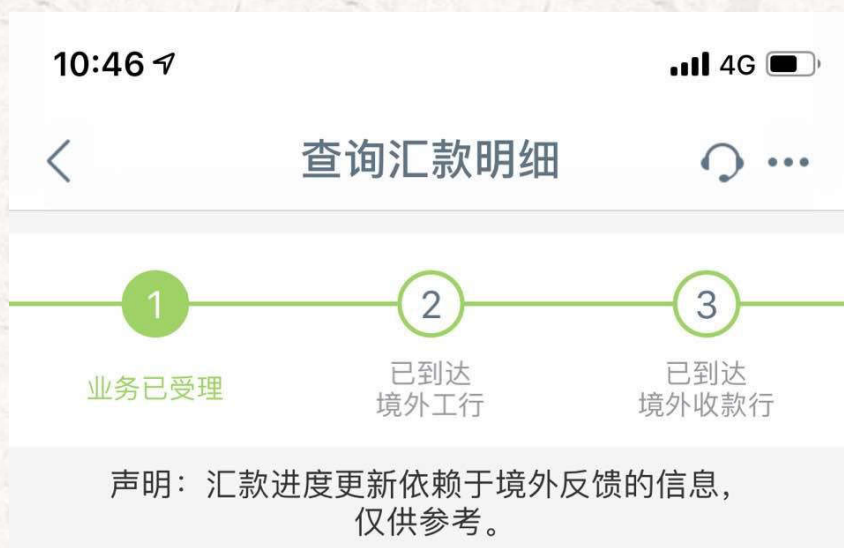 10:46
4G
查询汇款明细
1
2
3
业务已受理
已到达
境外工行
已到达
境外收款行
声明：汇款进度更新依赖于境外反馈的信息，
仅供参考。